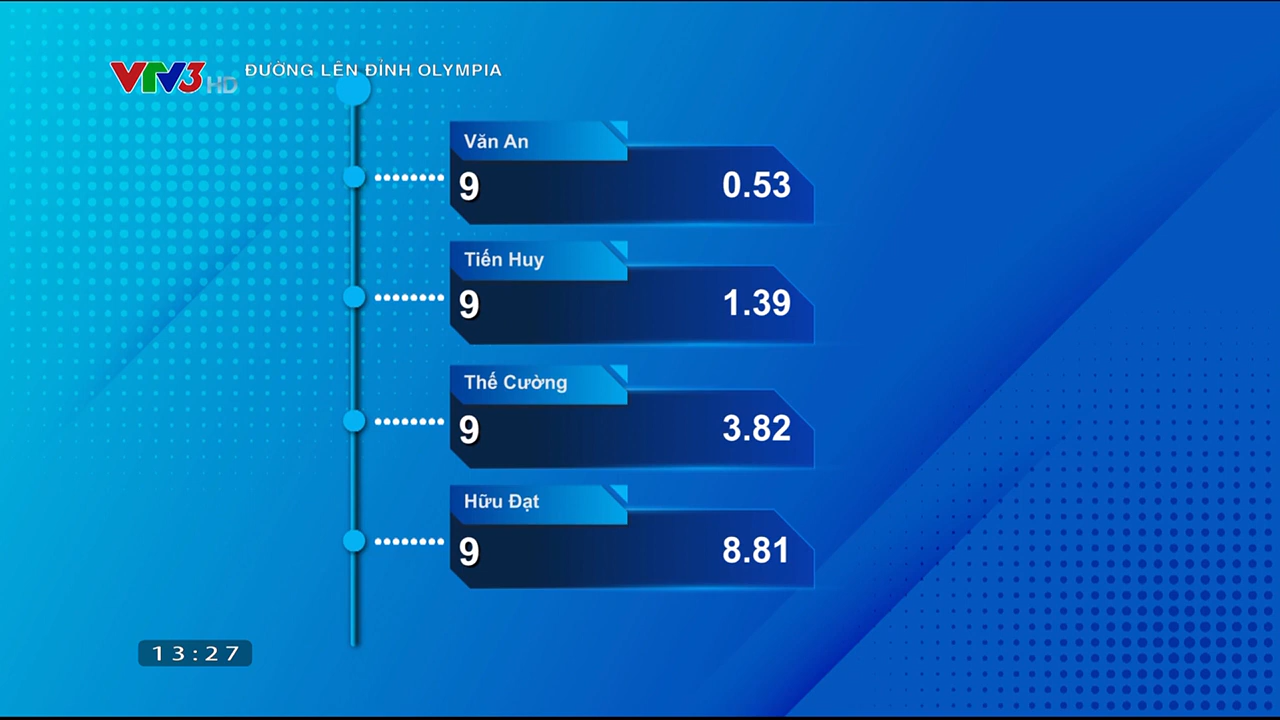 VTV3 HD
ĐƯỜNG LÊN ĐỈNH OLYMPIA
Văn An
9 0.53
Tiến Huy
9 1.39
Thế Cường
9 3.82
Hữu Đạt
9 8.81
13:27